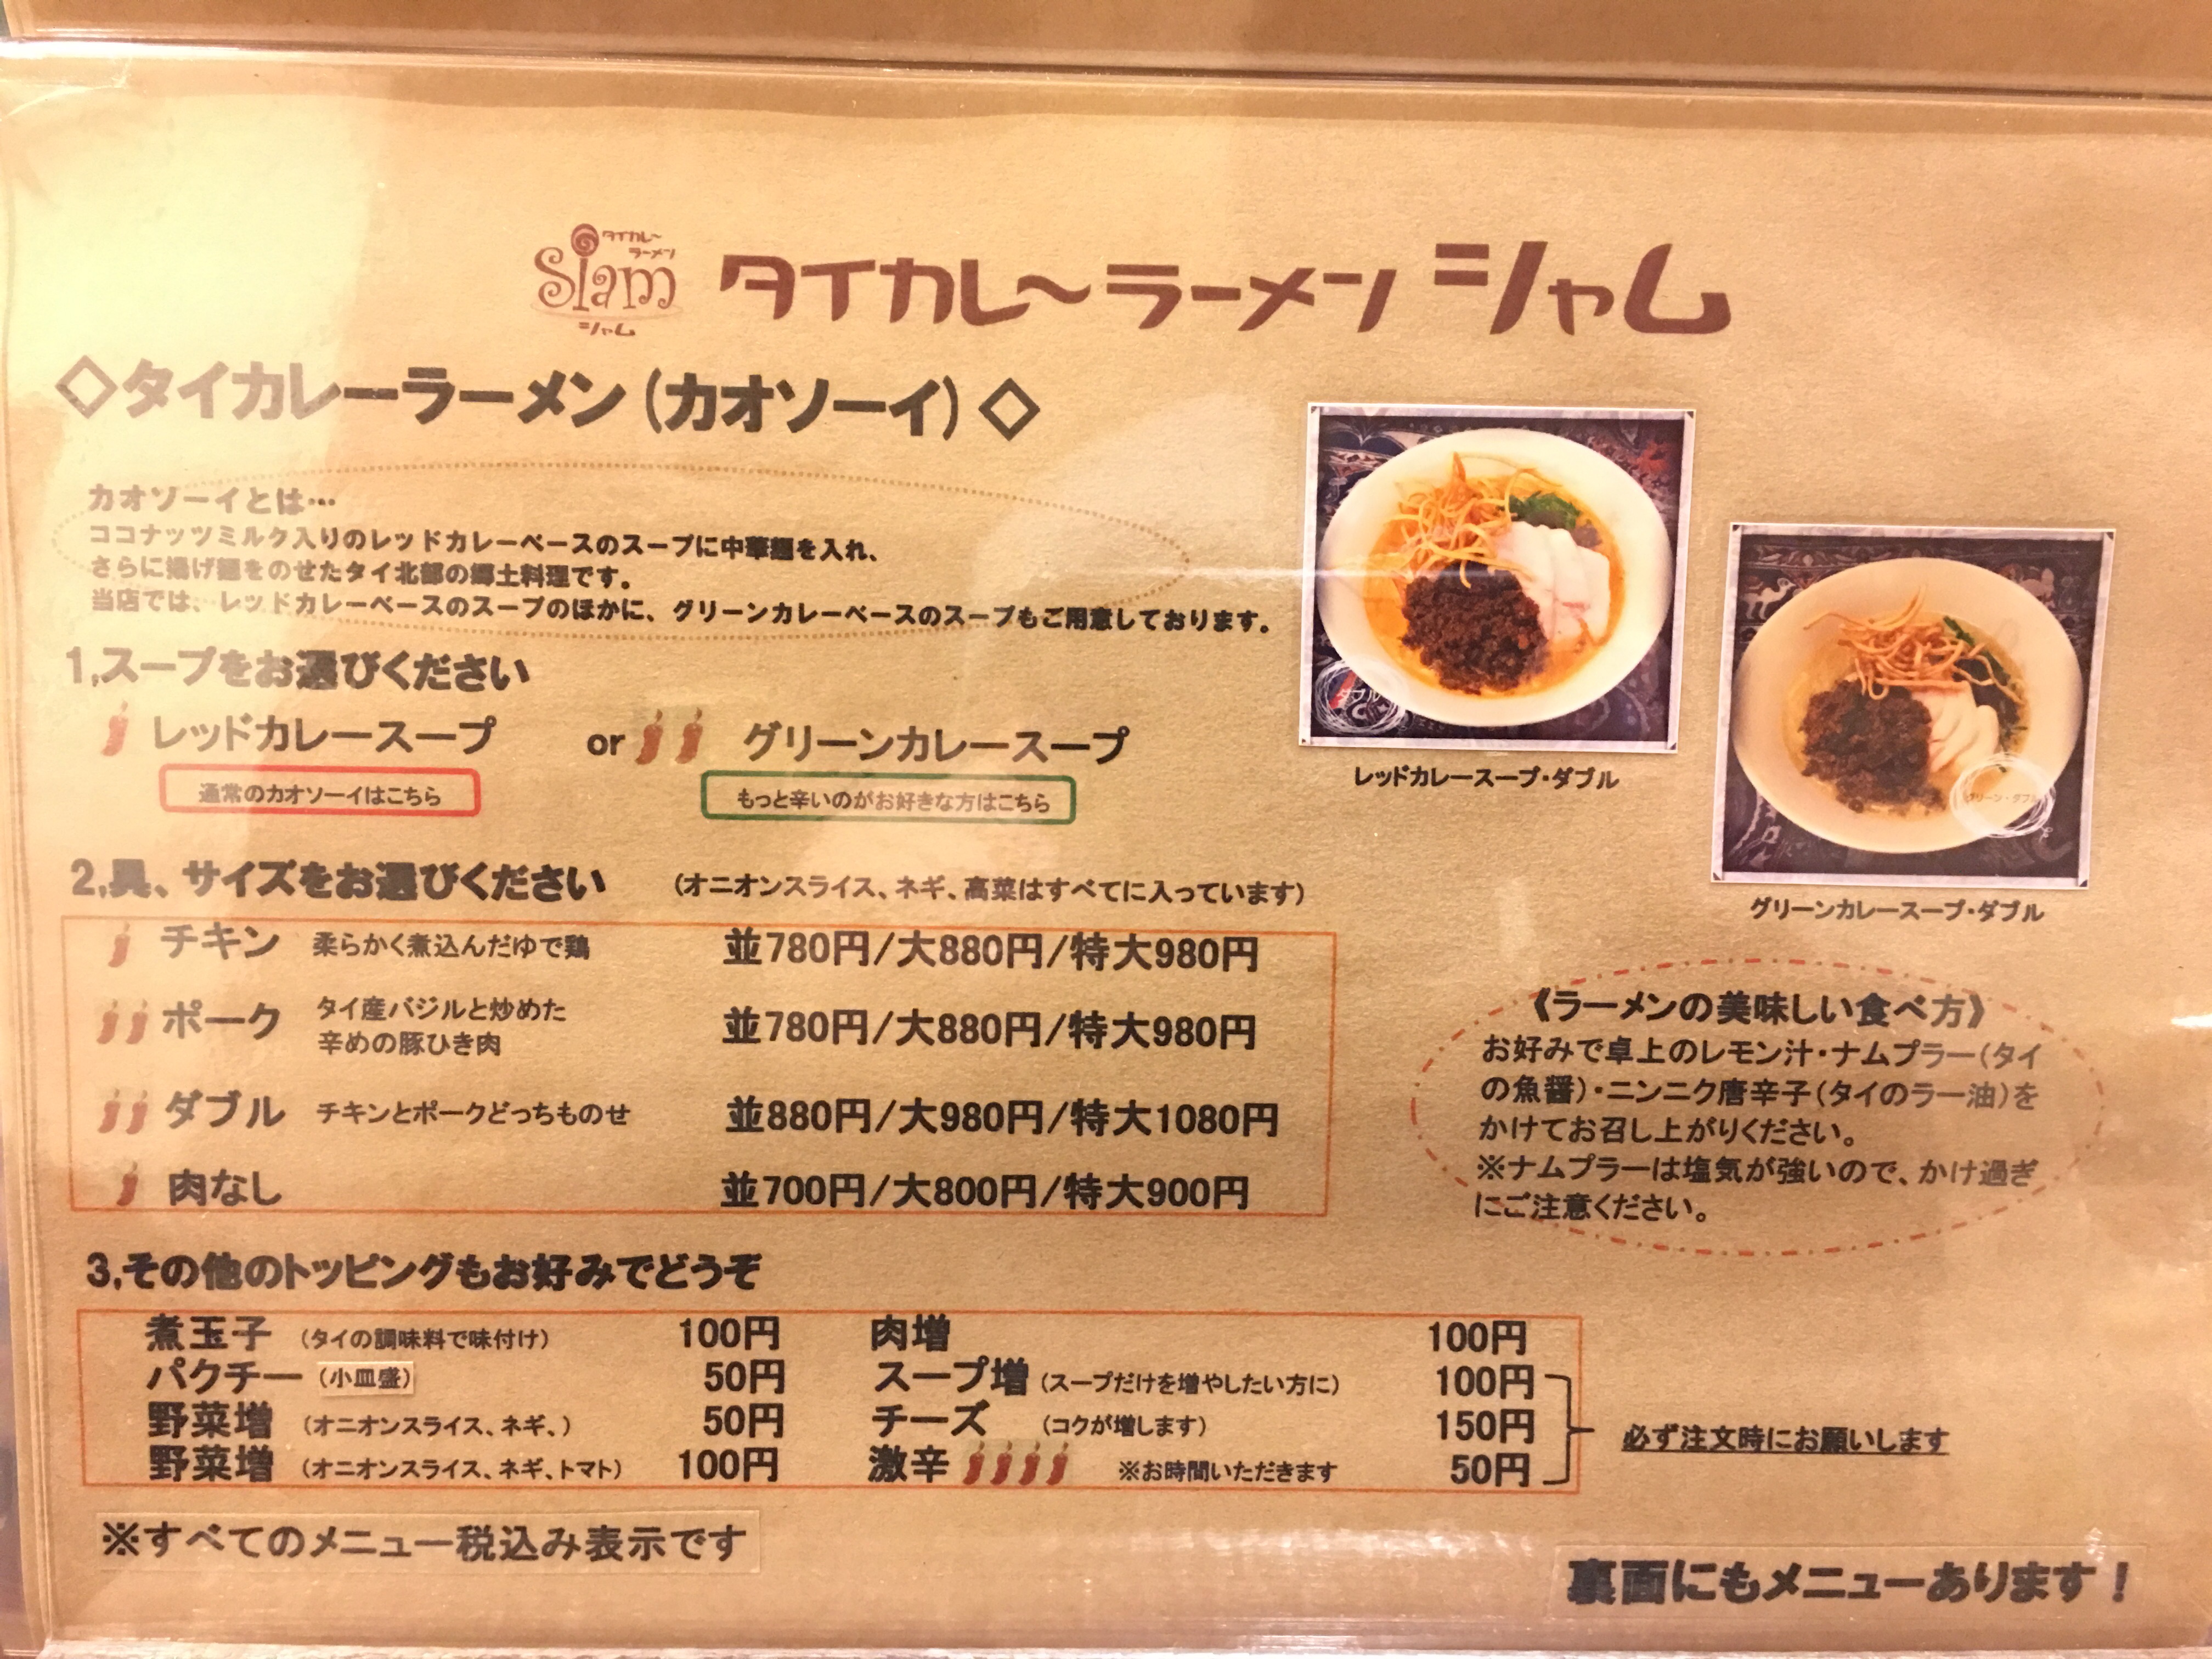 タイカレ〜
ラーメン
Siam
シャム
タイカレ〜ラーメン シャム
◇タイカレーラーメン(カオソーイ)◇
カオソーイとは…
ココナッツミルク入りのレッドカレーベースのスープに中華麺を入れ、
さらに揚げ麺をのせたタイ北部の郷土料理です。
当店では、レッドカレーベースのスープのほかに、グリーンカレーベースのスープもご用意しております。
1,スープをお選びください
レッドカレースープ or グリーンカレースープ
通常のカオソーイはこちら もっと辛いのがお好きな方はこちら
レッドカレースープ・ダブル
グリーンカレースープ・ダブル
2,具、サイズをお選びください (オニオンスライス、ネギ、高菜はすべてに入っています)
チキン 柔らかく煮込んだゆで鶏 並780円/大880円/特大980円
ポーク タイ産バジルと炒めた
辛めの豚ひき肉 並780円/大880円/特大980円
ダブル チキンとポークどっちものせ 並880円/大980円/特大1080円
肉なし 並700円/大800円/特大900円
《ラーメンの美味しい食べ方》
お好みで卓上のレモン汁・ナムプラー(タイ
の魚醤)・ニンニク唐辛子(タイのラー油)を
かけてお召し上がりください。
※ナムプラーは塩気が強いので、かけ過ぎ
にご注意ください。
3,その他のトッピングもお好みでどうぞ
煮玉子 (タイの調味料で味付け) 100円 肉増 100円
パクチー (小皿盛) 50円 スープ増 (スープだけを増やしたい方に) 100円
野菜増 (オニオンスライス、ネギ、) 50円 チーズ (コクが増します) 150円
野菜増 (オニオンスライス、ネギ、トマト) 100円 激辛 ※お時間いただきます 50円
必ず注文時にお願いします
※すべてのメニュー税込み表示です
裏面にもメニューあります!